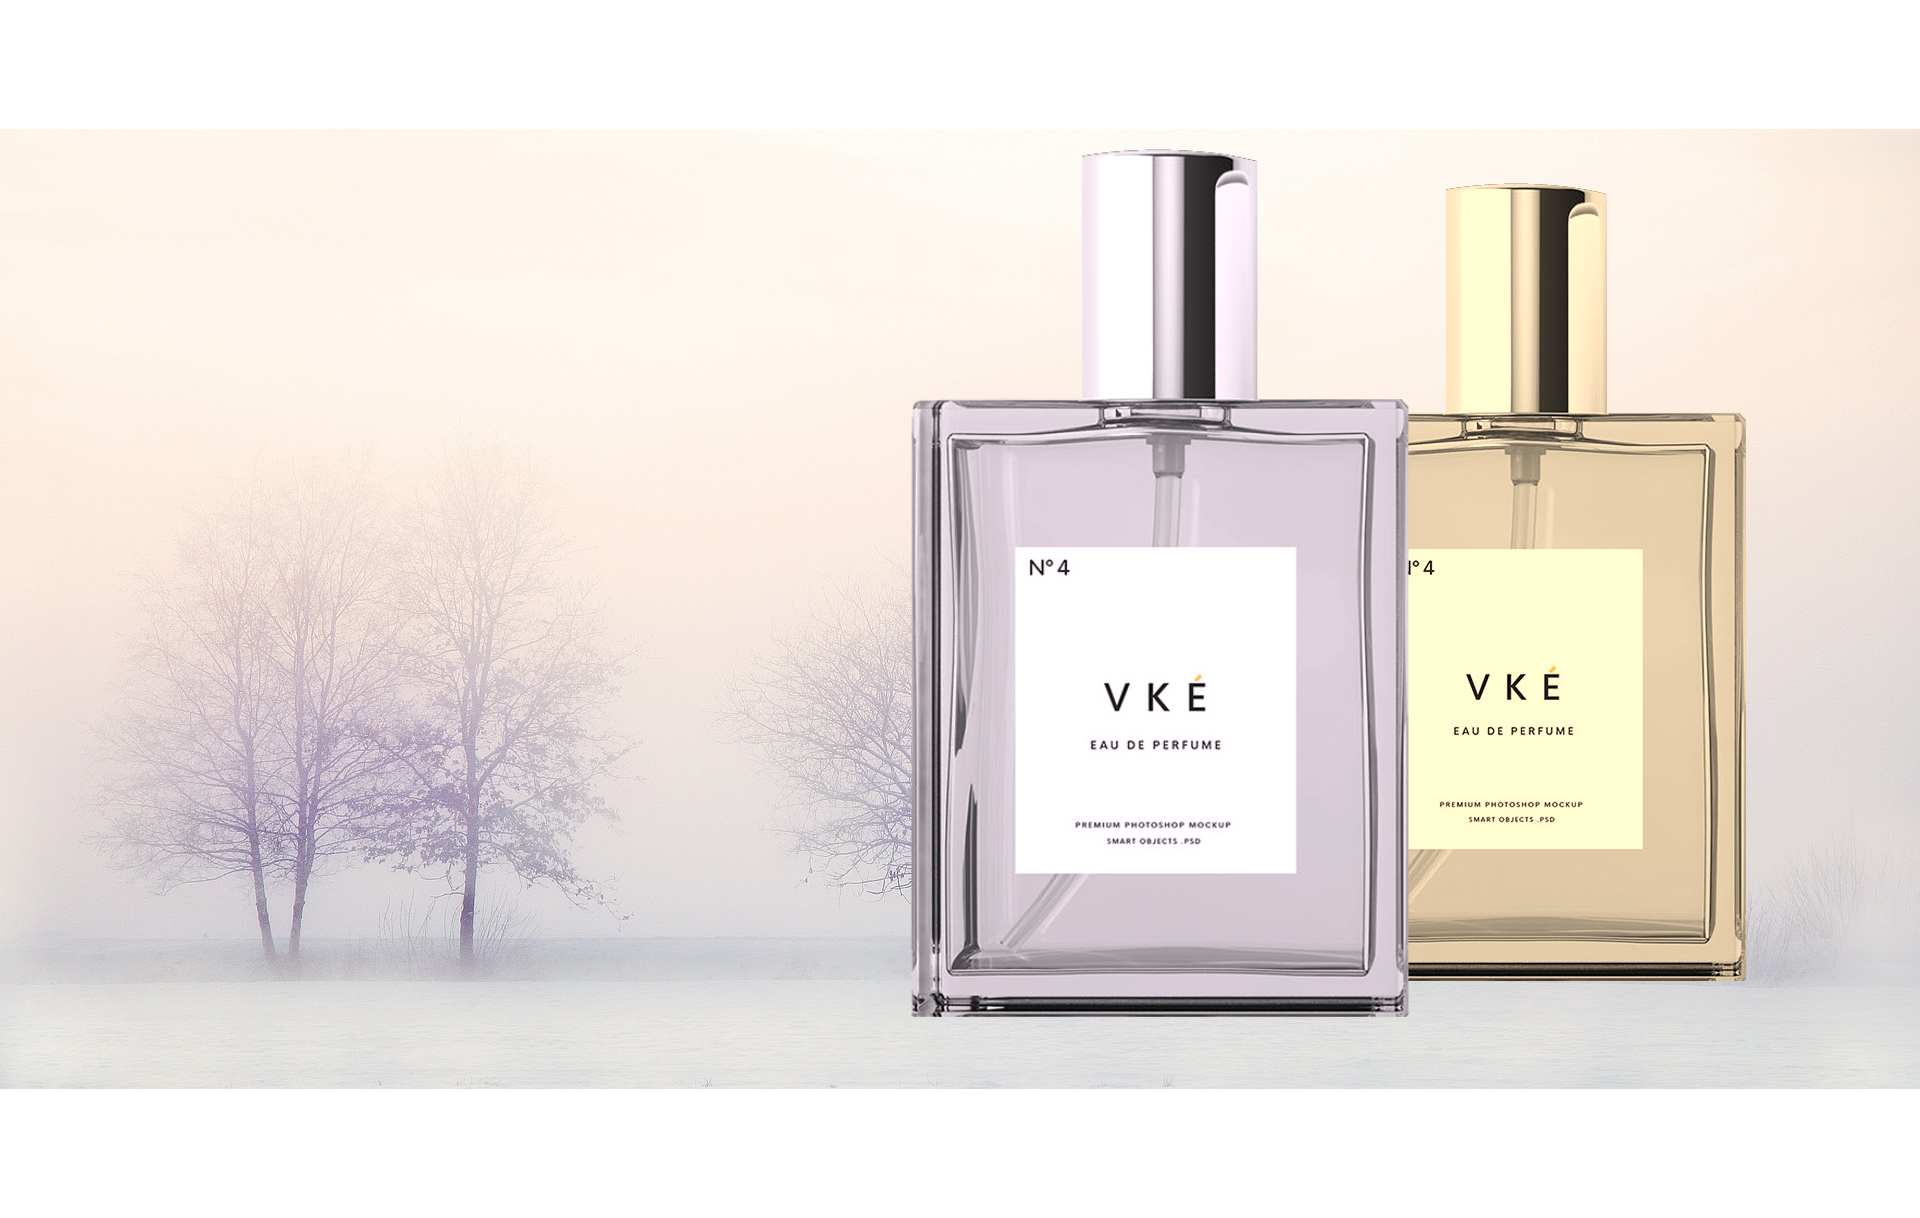 N° 4
VKÉ
EAU DE PERFUME
PREMIUM PHOTOSHOP MOCKUP
SMART OBJECTS .PSD
N° 4
VKÉ
EAU DE PERFUME
PREMIUM PHOTOSHOP MOCKUP
SMART OBJECTS .PSD